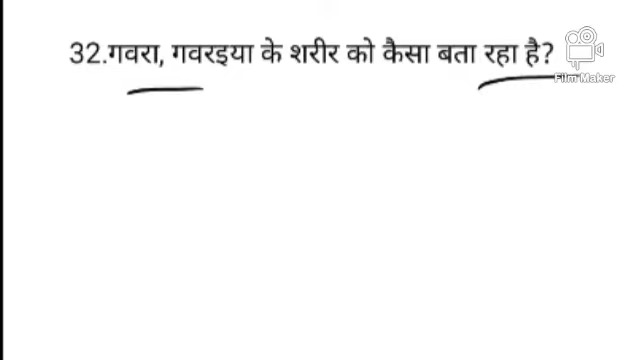 32.गवरा, गवरइया के शरीर को कैसा बता रहा है?
Film Maker